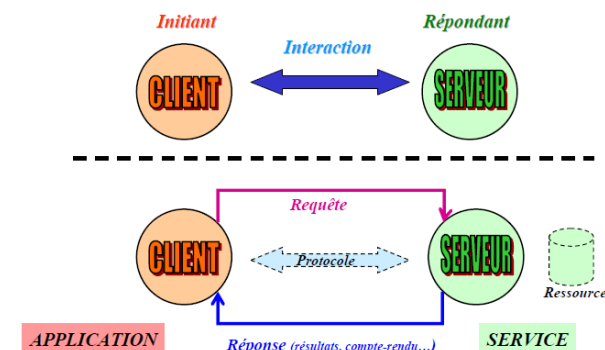 Initiant
Répondant
Interaction
CLIENT
SERVEUR
Requête
CLIENT
Protocole
SERVEUR
Ressource
APPLICATION
Réponse (résultats, compte-rendu...)
SERVICE